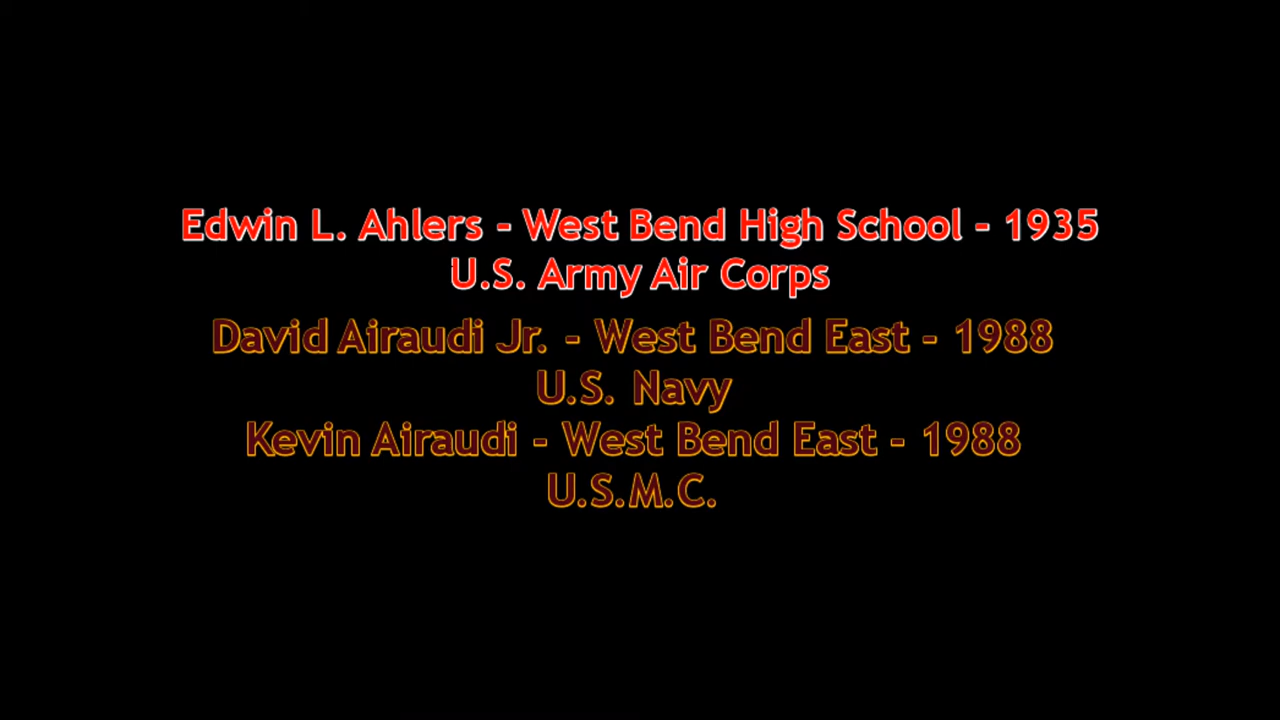 Edwin L. Ahlers - West Bend High School - 1935
U.S. Army Air Corps
David Airaudi Jr. - West Bend East - 1988
U.S. Navy
Kevin Airaudi - West Bend East - 1988
U.S.M.C.